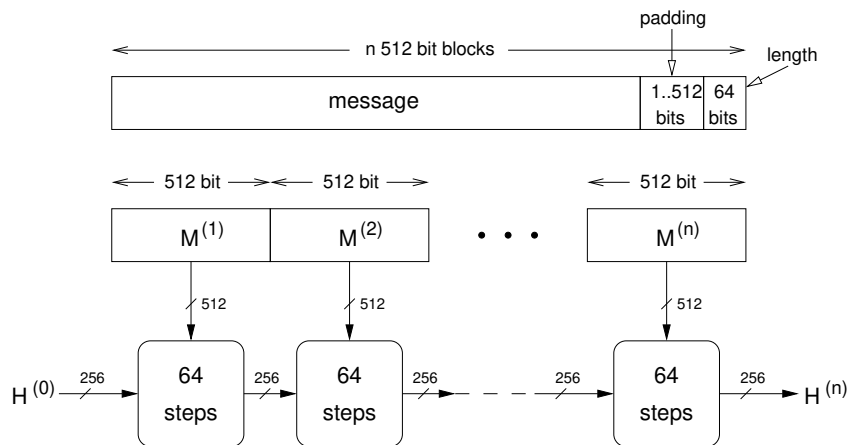 padding
n 512 bit blocks
length
message
1..512 bits
64 bits
512 bit 512 bit 512 bit
M(1) M(2) • • • M(n)
512 512 512
H(0) 256 64 steps 256 64 steps 256 256 64 steps 256 H(n)